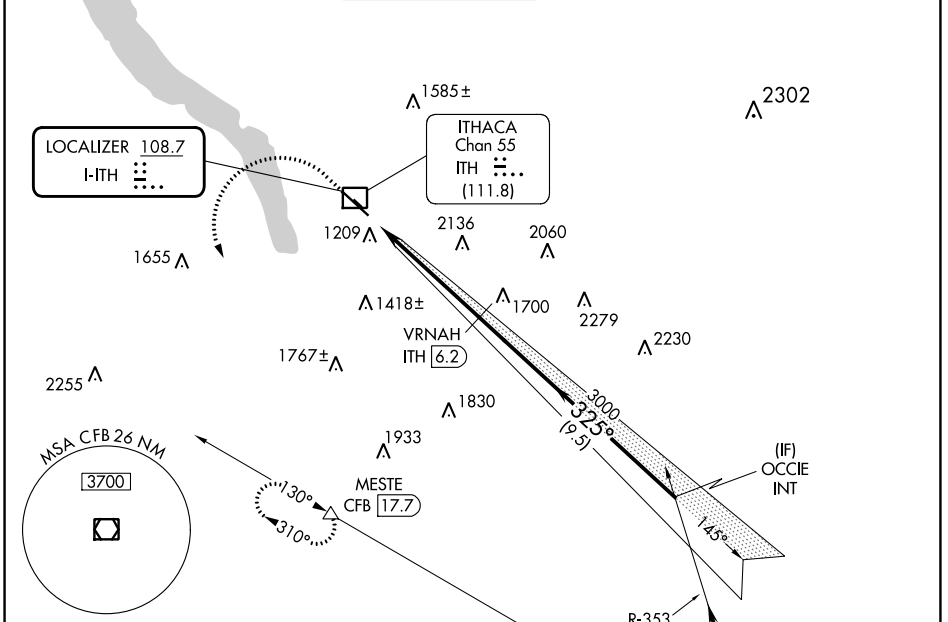 1585±
2302
LOCALIZER 108.7
I-ITH
ITHACA
Chan 55
ITH
(111.8)
1209
2136
2060
1655
1418±
1700
2279
VRNAH
ITH 6.2
2230
1767±
2255
3000
325°
(9.5)
1830
1933
MSA CFB 26 NM
3700
(IF)
OCCIE
INT
MESTE
CFB 17.7
130°
310°
145°
R-353